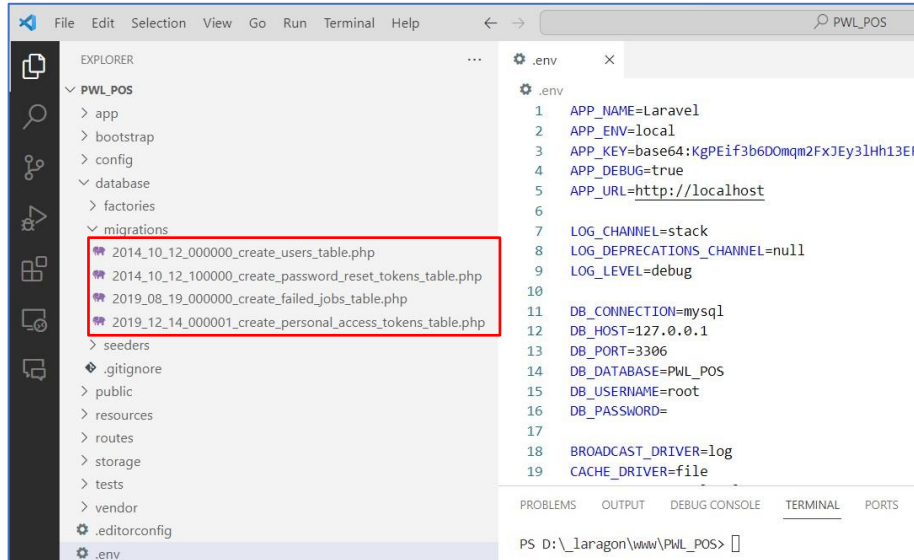 File Edit Selection View Go Run Terminal Help
PWL_POS
EXPLORER
PWL_POS
app
bootstrap
config
database
factories
migrations
2014_10_12_000000_create_users_table.php
2014_10_12_100000_create_password_reset_tokens_table.php
2019_08_19_000000_create_failed_jobs_table.php
2019_12_14_000001_create_personal_access_tokens_table.php
seeders
.gitignore
public
resources
routes
storage
tests
vendor
.editorconfig
.env
.env
.env
1 APP_NAME=Laravel
2 APP_ENV=local
3 APP_KEY=base64:KgPEif3b6DOmqm2FxJEy3lHh13E
4 APP_DEBUG=true
5 APP_URL=http://localhost
6
7 LOG_CHANNEL=stack
8 LOG_DEPRECATIONS_CHANNEL=null
9 LOG_LEVEL=debug
10
11 DB_CONNECTION=mysql
12 DB_HOST=127.0.0.1
13 DB_PORT=3306
14 DB_DATABASE=PWL_POS
15 DB_USERNAME=root
16 DB_PASSWORD=
17
18 BROADCAST_DRIVER=log
19 CACHE_DRIVER=file
PROBLEMS OUTPUT DEBUG CONSOLE TERMINAL PORTS
PS D:\_laragon\www\PWL_POS>